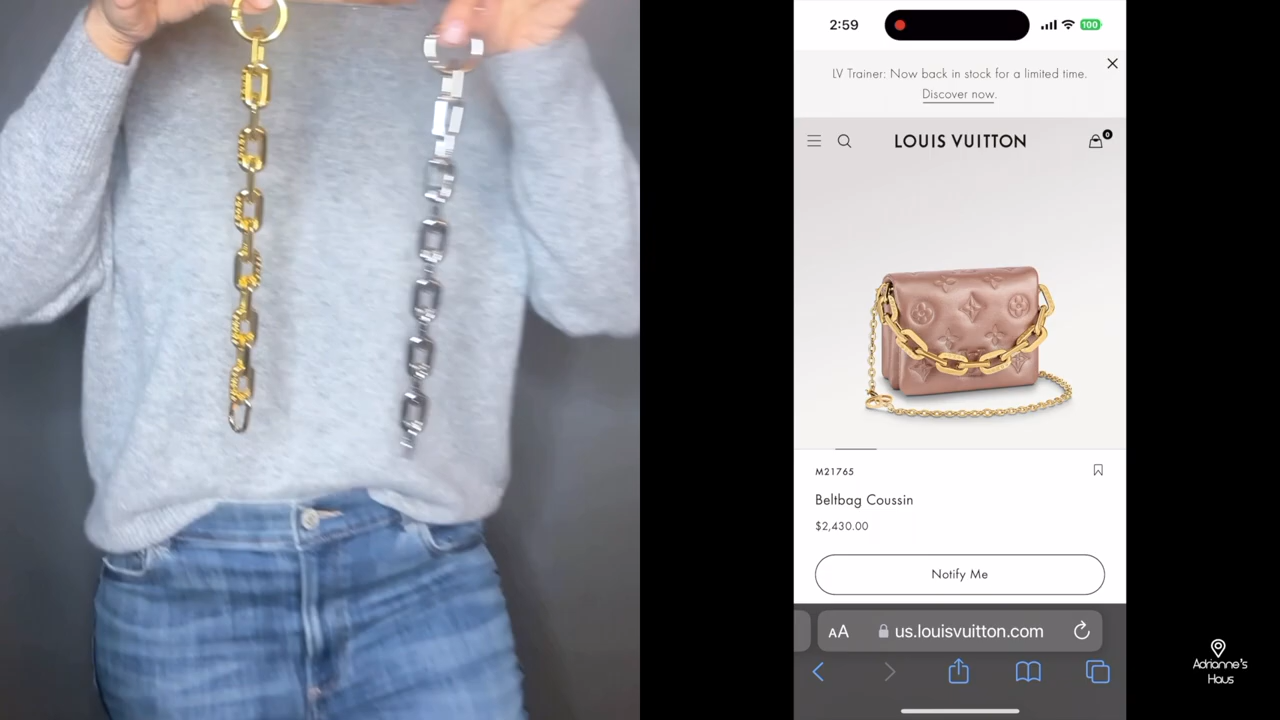 2:59
100
LV Trainer: Now back in stock for a limited time.
Discover now.
LOUIS VUITTON
0
M21765
Beltbag Coussin
$2,430.00
Notify Me
AA
us.louisvuitton.com
Adrianne's
Haus